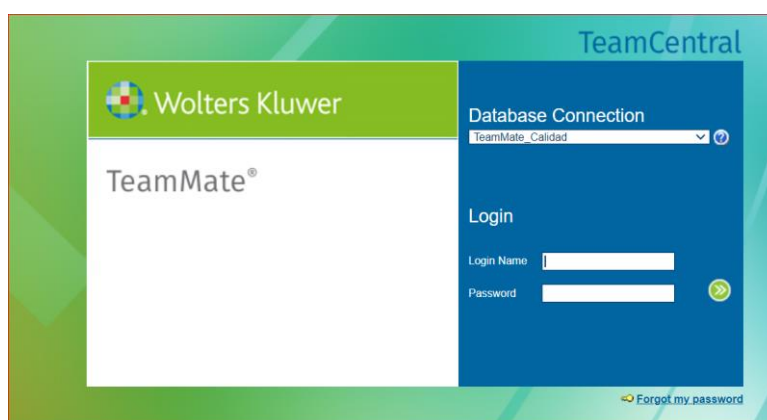 TeamCentral
Wolters Kluwer
TeamMate®
Database Connection
TeamMate_Calidad
Login
Login Name
Password
Forgot my password